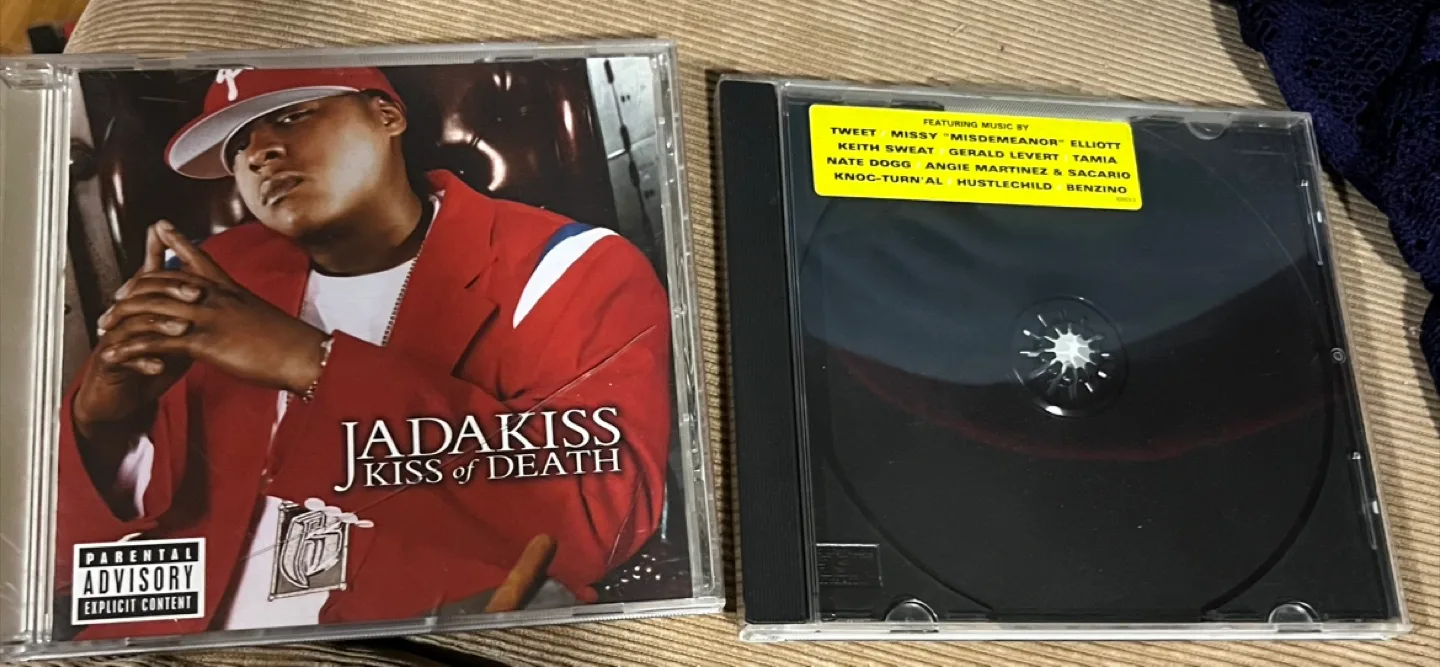 JADAKISS
KISS of DEATH
PARENTAL
ADVISORY
EXPLICIT CONTENT
FEATURING MUSIC BY
TWEET / MISSY "MISDEMEANOR" ELLIOTT
KEITH SWEAT / GERALD LEVERT / TAMIA
NATE DOGG / ANGIE MARTINEZ & SACARIO
KNOC-TURN'AL / HUSTLECHILD / BENZINO